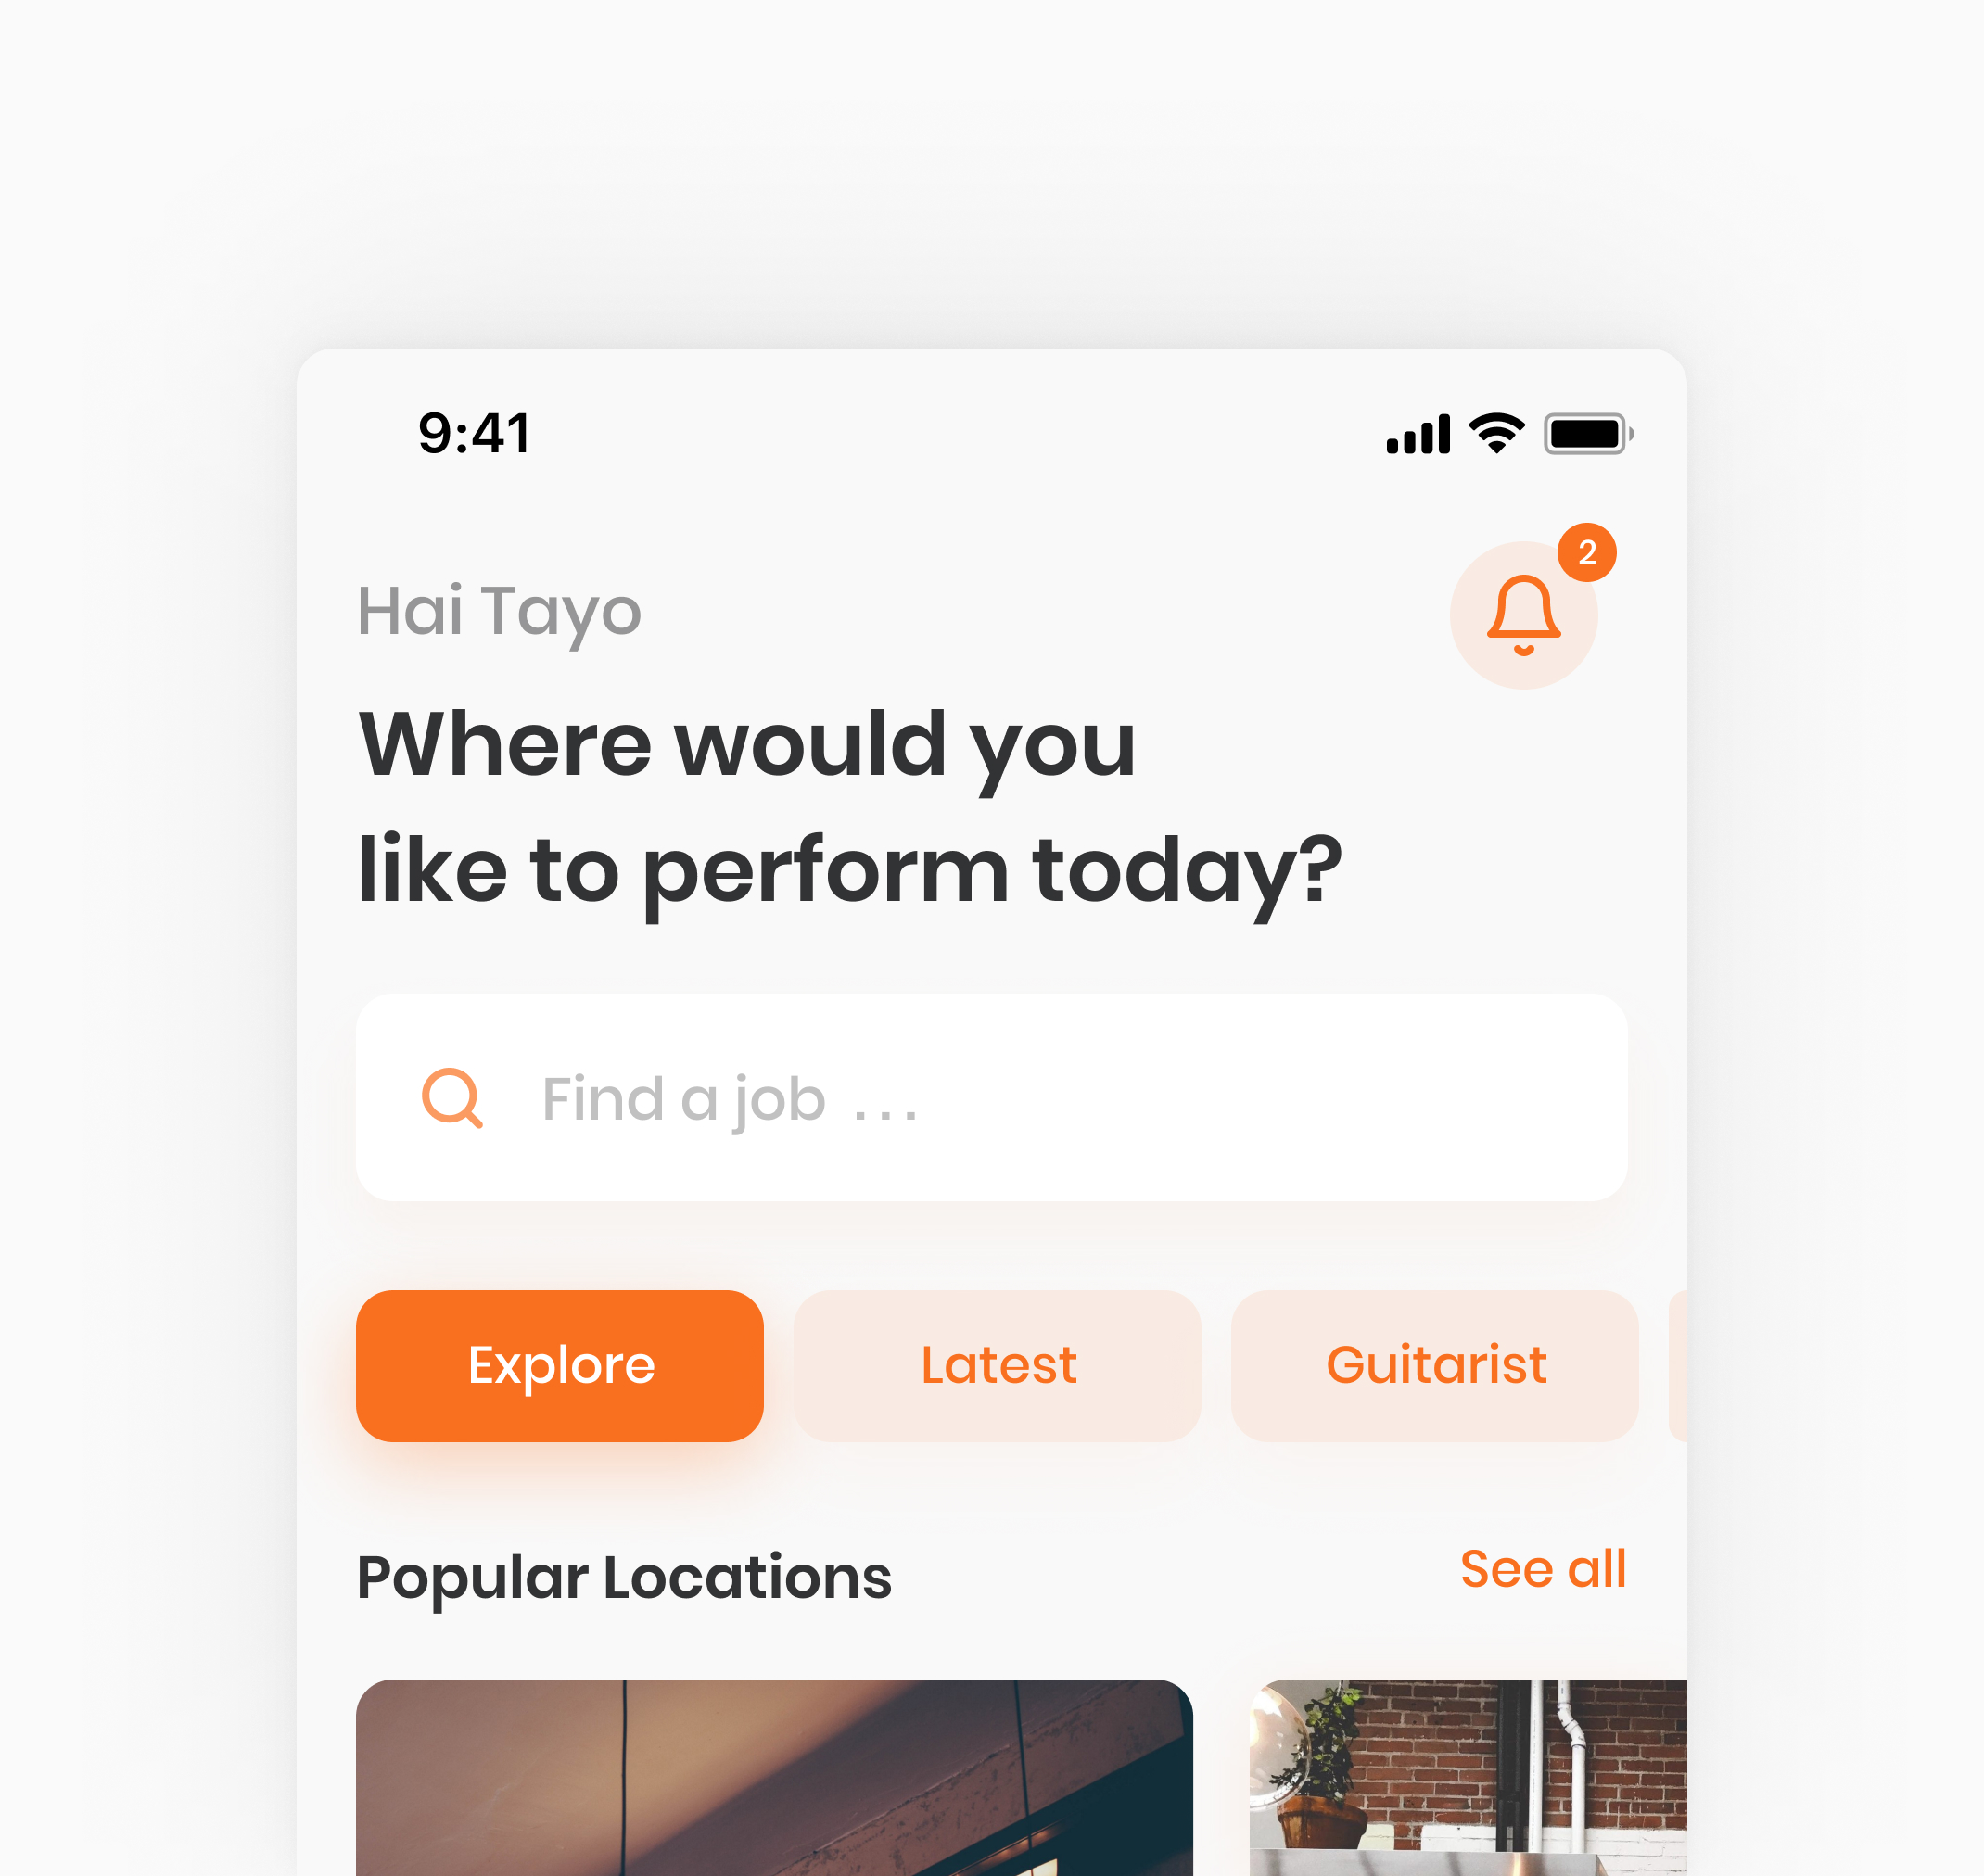 9:41
2
Hai Tayo
Where would you
like to perform today?
Find a job ...
Explore
Latest
Guitarist
Popular Locations
See all